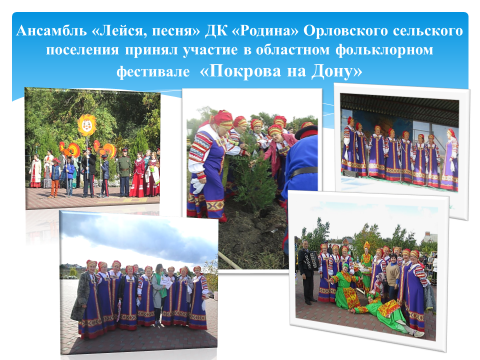 Ансамбль «Лейся, песня» ДК «Родина» Орловского сельского
поселения принял участие в областном фольклорном
фестивале «Покрова на Дону»